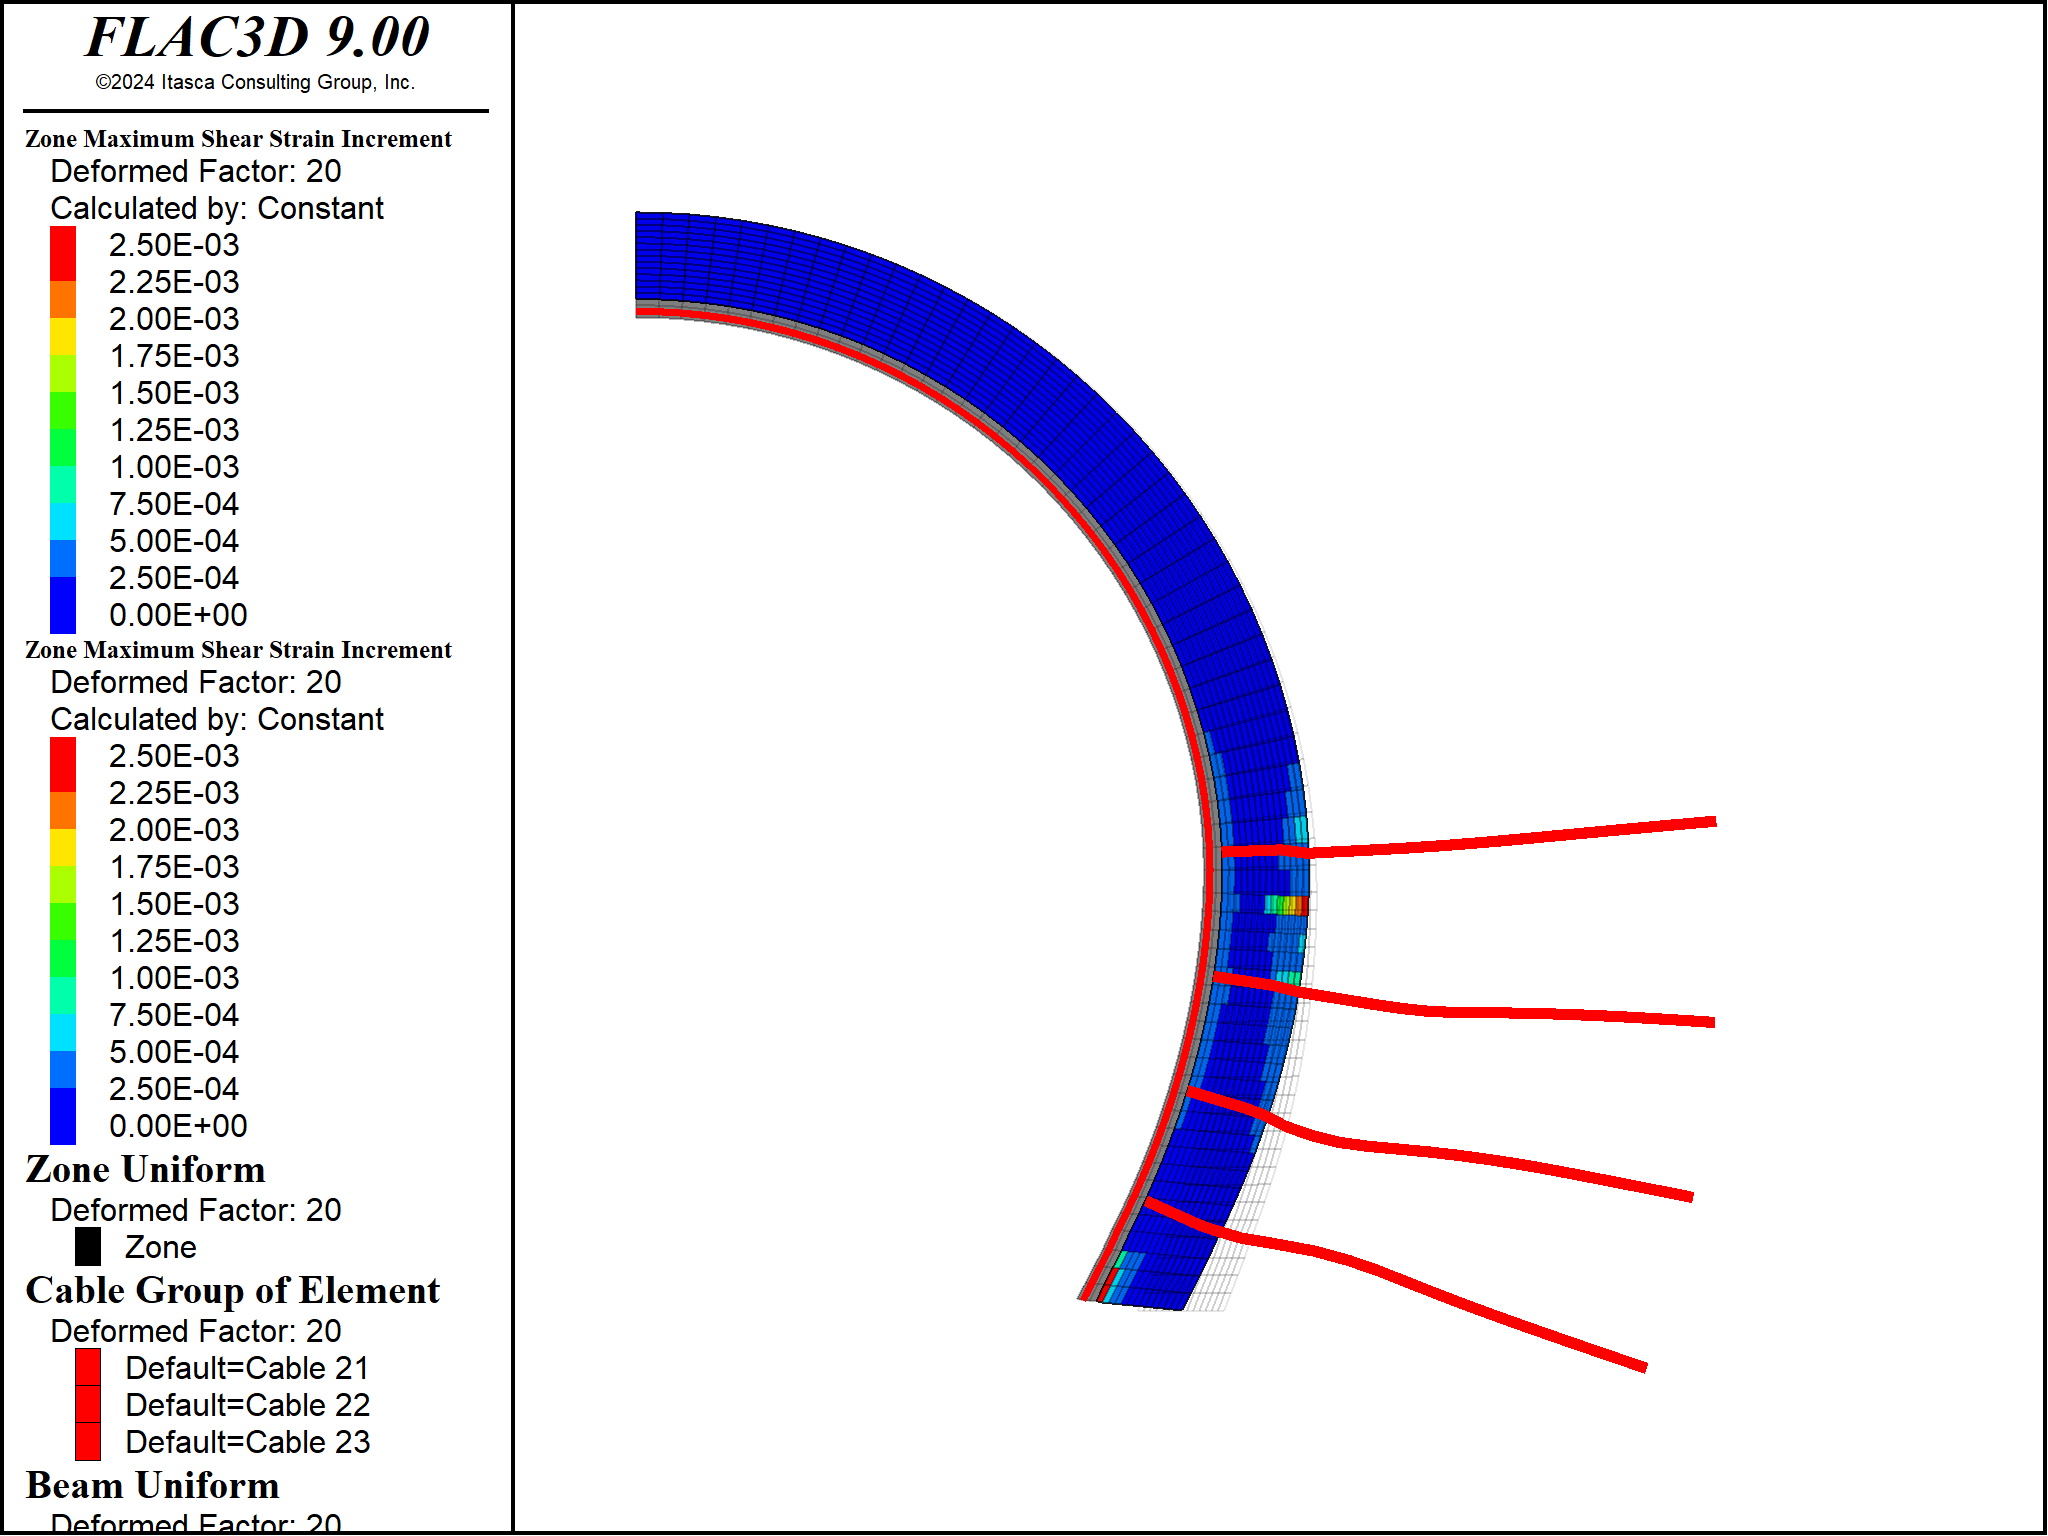 FLAC3D 9.00
©2024 Itasca Consulting Group, Inc.
Zone Maximum Shear Strain Increment
Deformed Factor: 20
Calculated by: Constant
2.50E-03
2.25E-03
2.00E-03
1.75E-03
1.50E-03
1.25E-03
1.00E-03
7.50E-04
5.00E-04
2.50E-04
0.00E+00
Zone Maximum Shear Strain Increment
Deformed Factor: 20
Calculated by: Constant
2.50E-03
2.25E-03
2.00E-03
1.75E-03
1.50E-03
1.25E-03
1.00E-03
7.50E-04
5.00E-04
2.50E-04
0.00E+00
Zone Uniform
Deformed Factor: 20
Zone
Cable Group of Element
Deformed Factor: 20
Default=Cable 21
Default=Cable 22
Default=Cable 23
Beam Uniform
Deformed Factor: 20